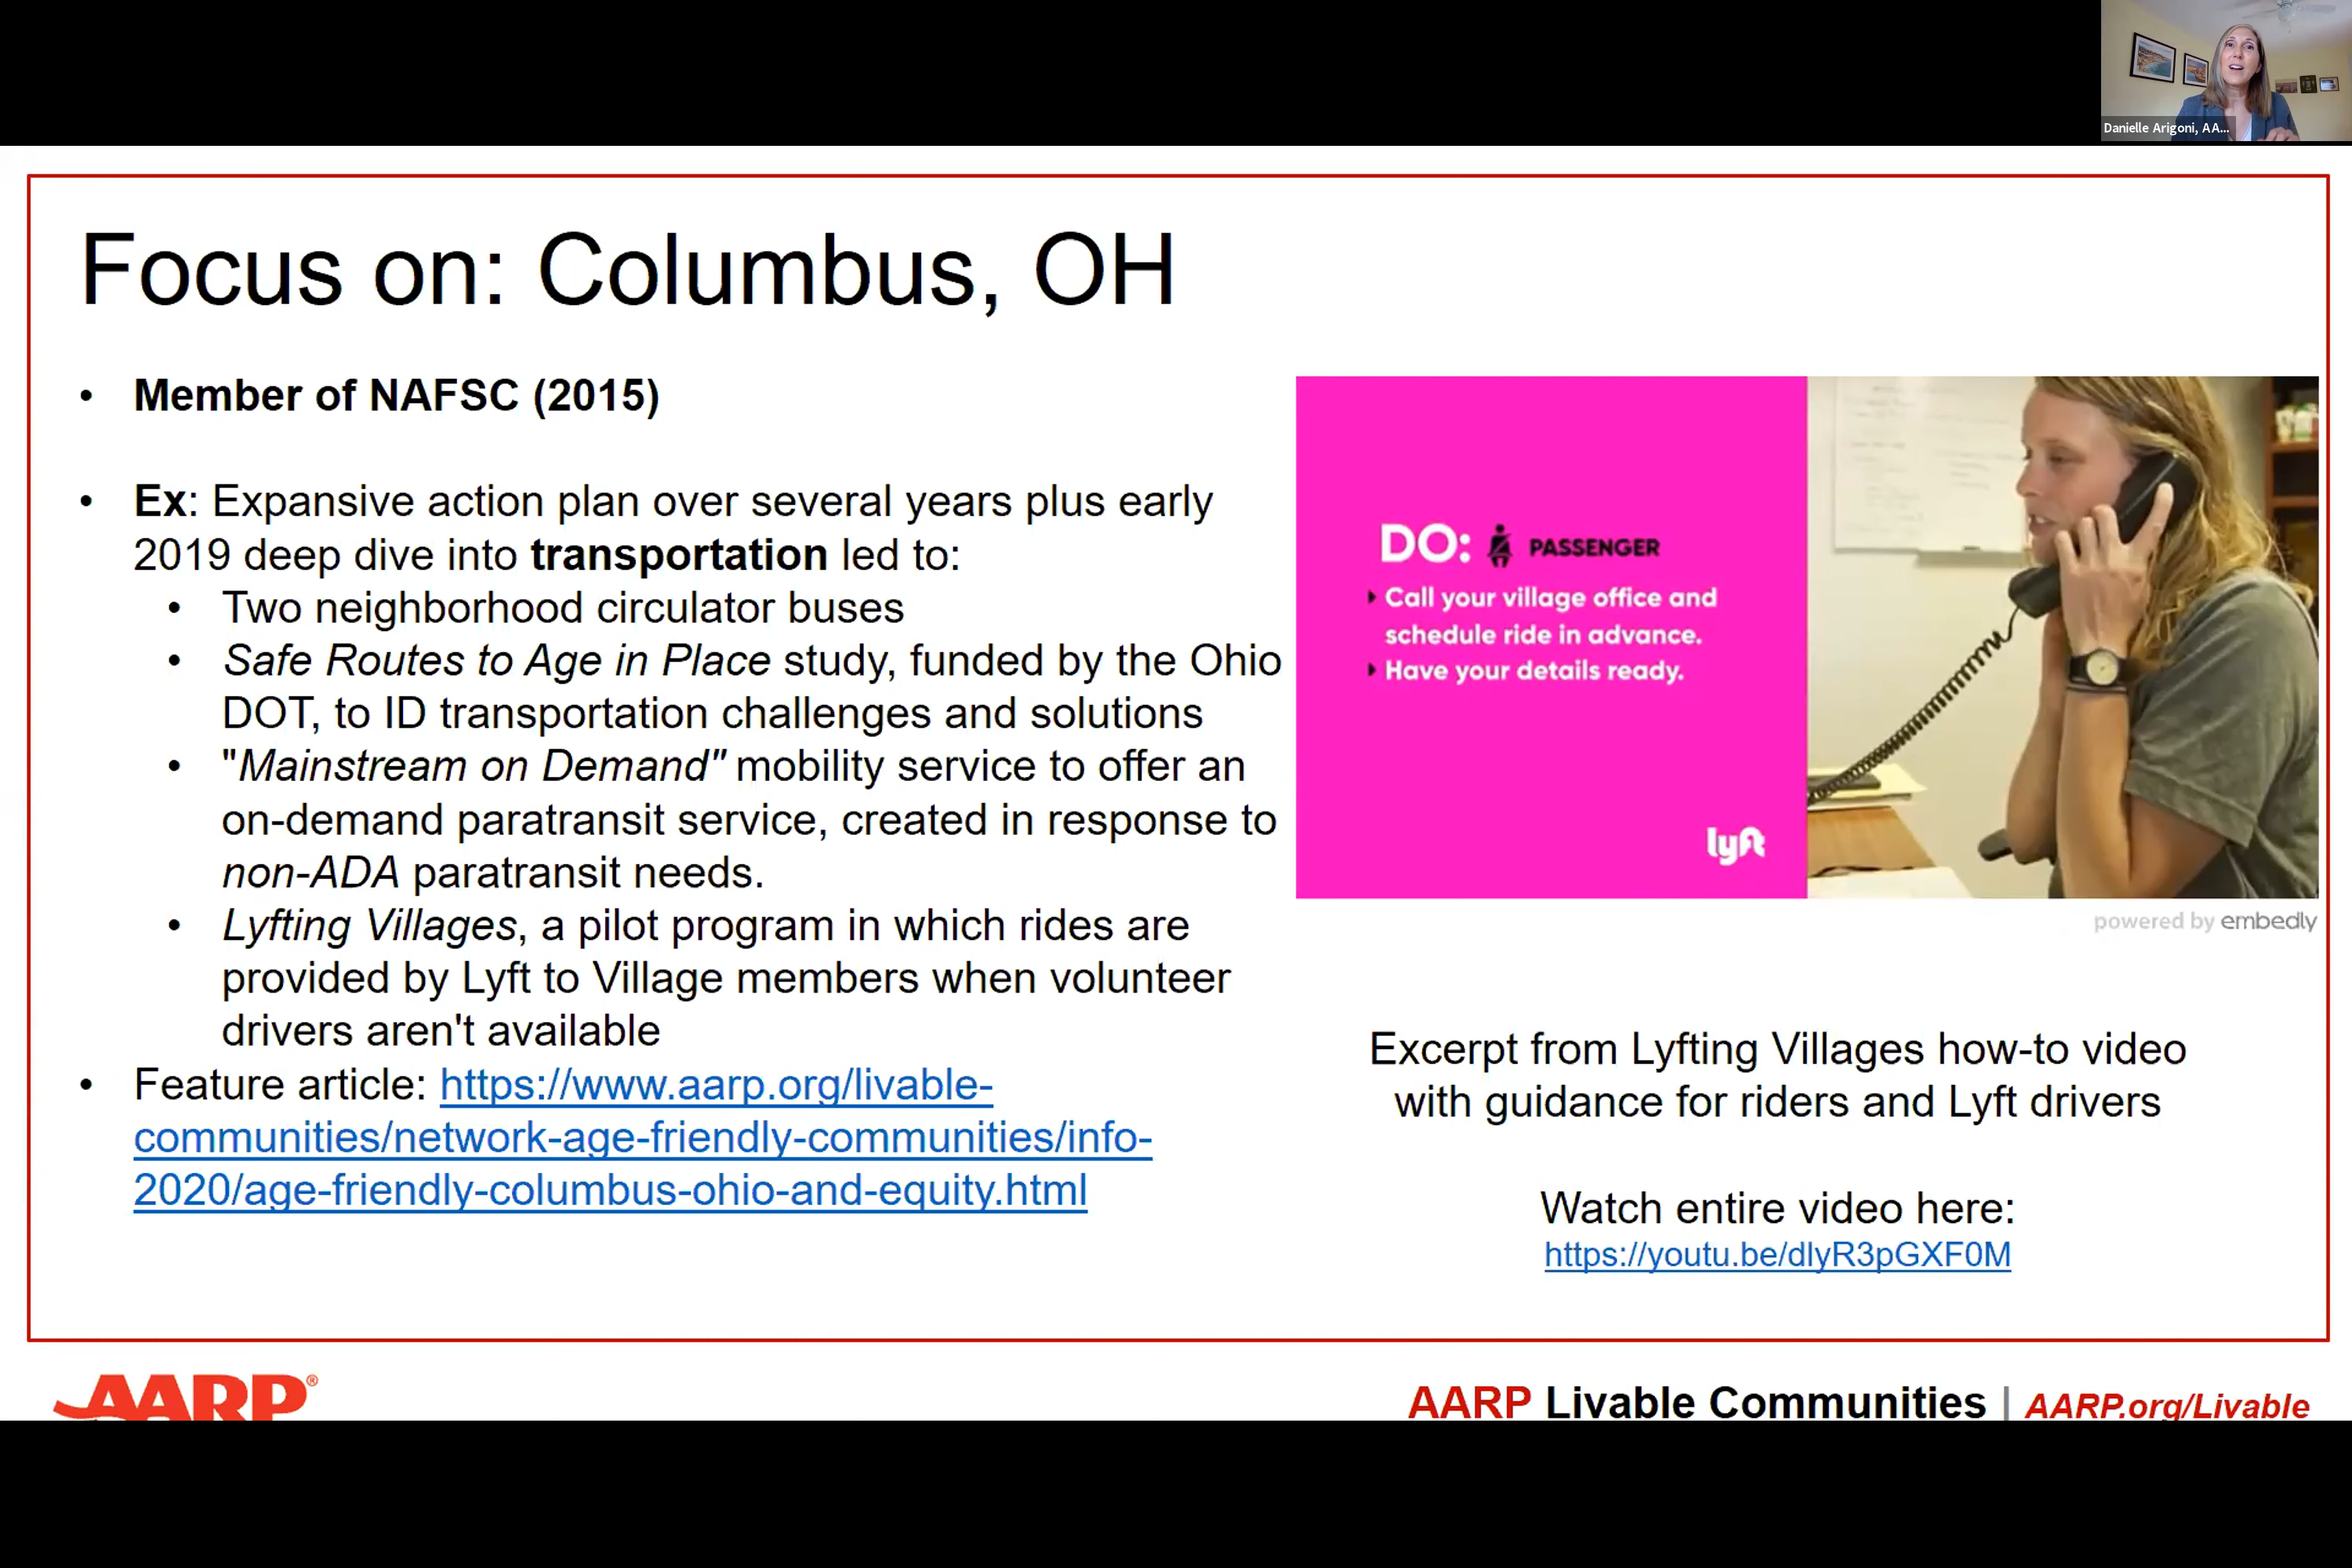 Danielle Arigoni, AA...
Focus on: Columbus, OH
• Member of NAFSC (2015)
• Ex: Expansive action plan over several years plus early
2019 deep dive into transportation led to:
• Two neighborhood circulator buses
• Safe Routes to Age in Place study, funded by the Ohio
DOT, to ID transportation challenges and solutions
• "Mainstream on Demand" mobility service to offer an
on-demand paratransit service, created in response to
non-ADA paratransit needs.
• Lyfting Villages, a pilot program in which rides are
provided by Lyft to Village members when volunteer
drivers aren't available
• Feature article: https://www.aarp.org/livable-
communities/network-age-friendly-communities/info-
2020/age-friendly-columbus-ohio-and-equity.html
DO: PASSENGER
Call your village office and
schedule ride in advance.
Have your details ready.
lyft
powered by embedly
Excerpt from Lyfting Villages how-to video
with guidance for riders and Lyft drivers
Watch entire video here:
https://youtu.be/dlyR3pGXF0M
AARP®
AARP Livable Communities | AARP.org/Livable